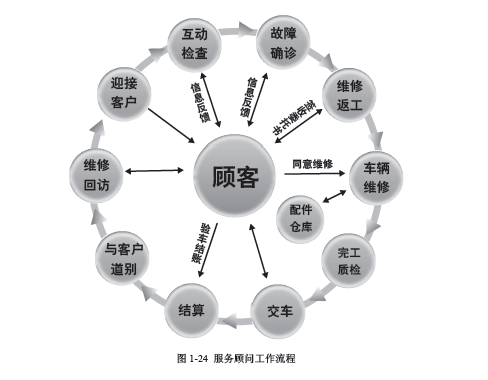 互动
检查
故障
确诊
迎接
客户
维修
返工
信息反馈
信息反馈
签收委托书
维修
回访
顾客
同意维修
车辆
维修
配件
仓库
验车结账
与客户
道别
完工
质检
结算
交车
图 1-24 服务顾问工作流程